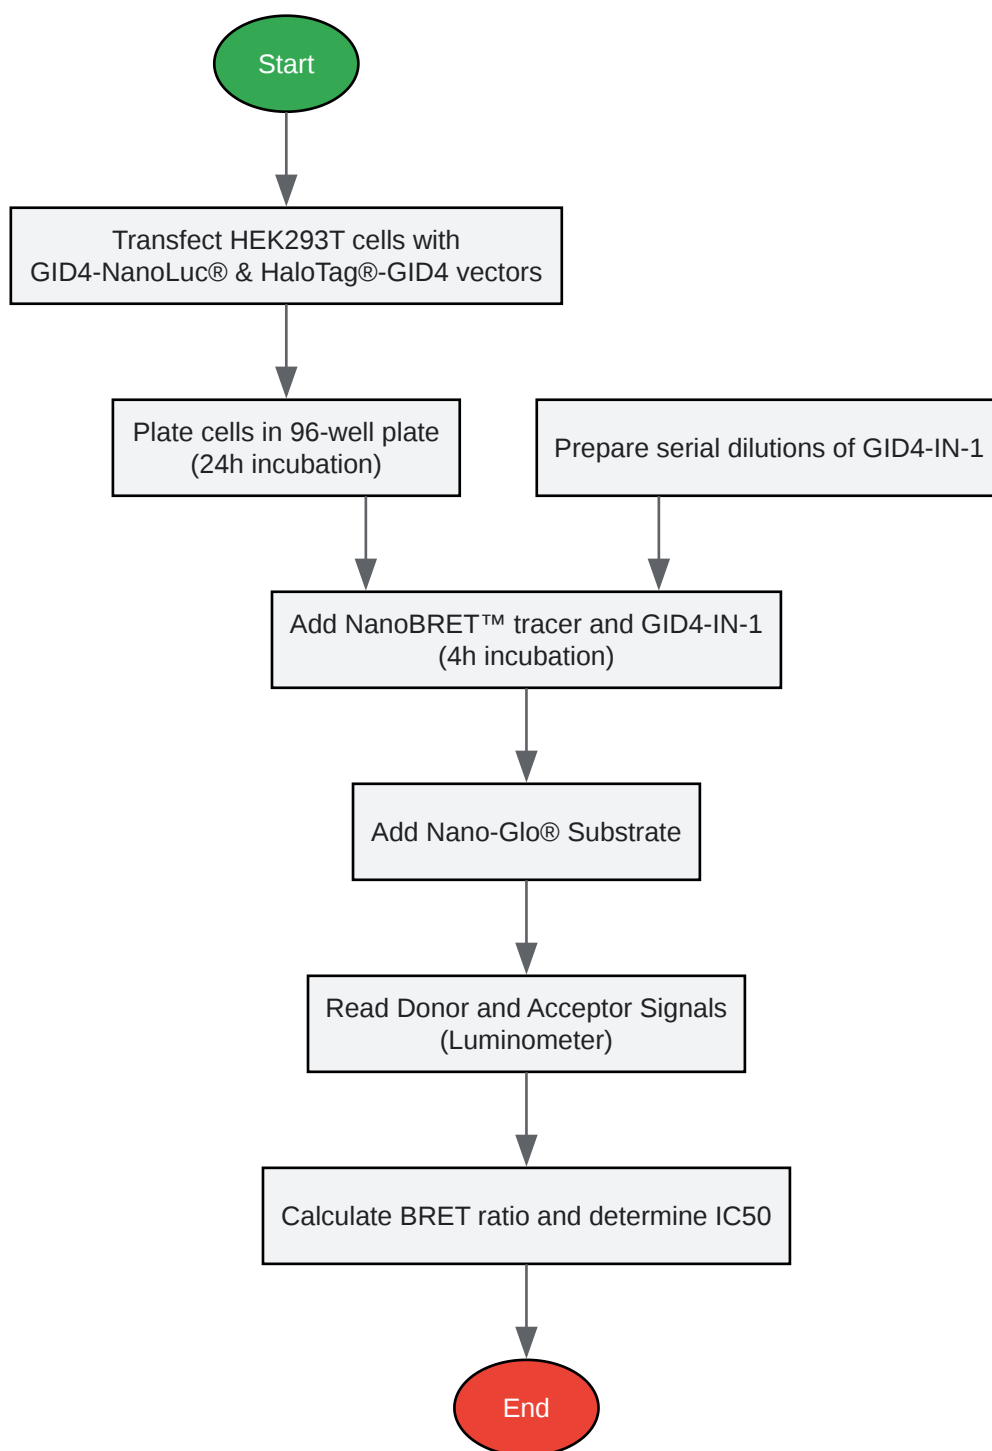 Start
Transfect HEK293T cells with
GID4-NanoLuc® & HaloTag®-GID4 vectors
Plate cells in 96-well plate
(24h incubation)
Prepare serial dilutions of GID4-IN-1
Add NanoBRET™ tracer and GID4-IN-1
(4h incubation)
Add Nano-Glo® Substrate
Read Donor and Acceptor Signals
(Luminometer)
Calculate BRET ratio and determine IC50
End